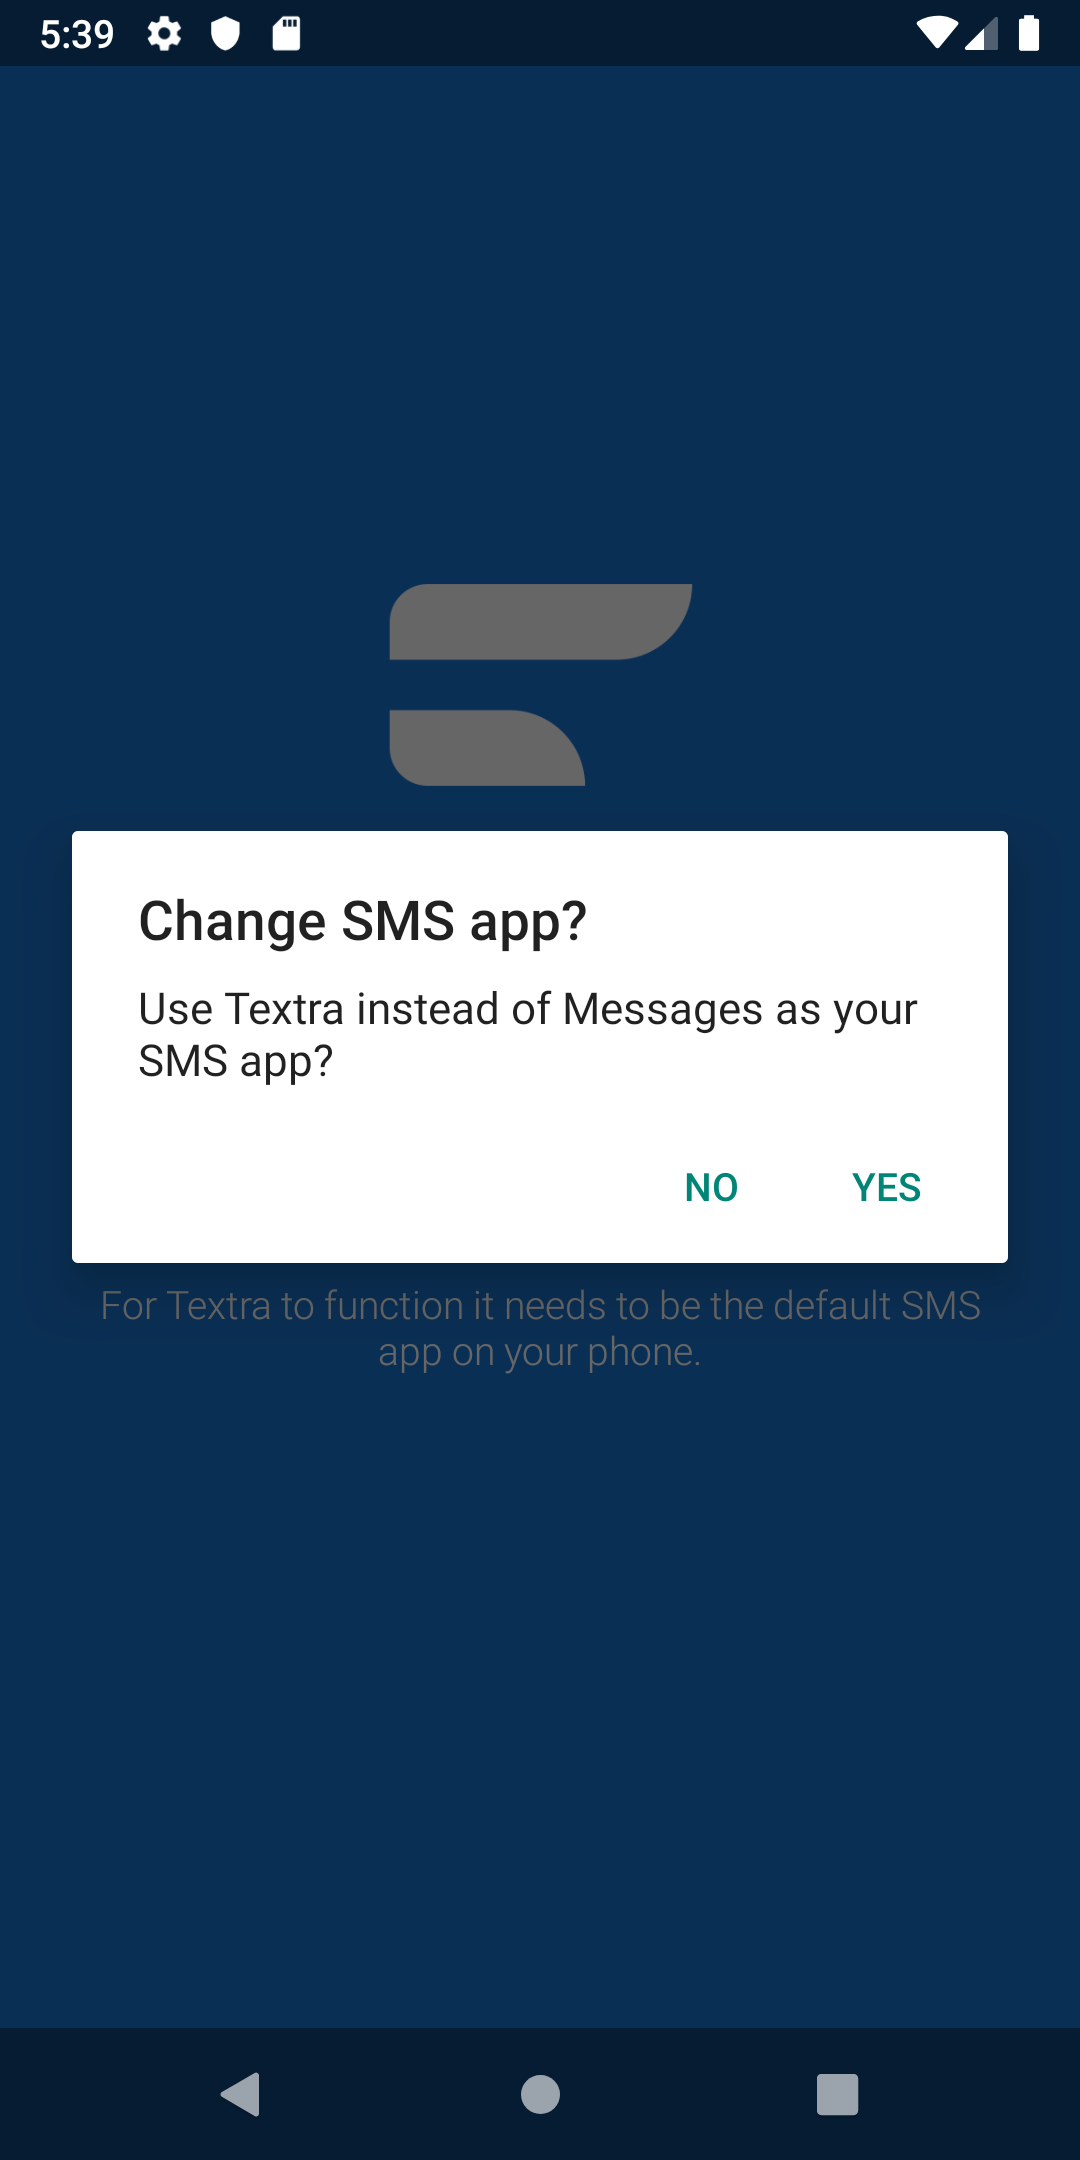 5:39
Change SMS app?
Use Textra instead of Messages as your
SMS app?
NO YES
For Textra to function it needs to be the default SMS
app on your phone.